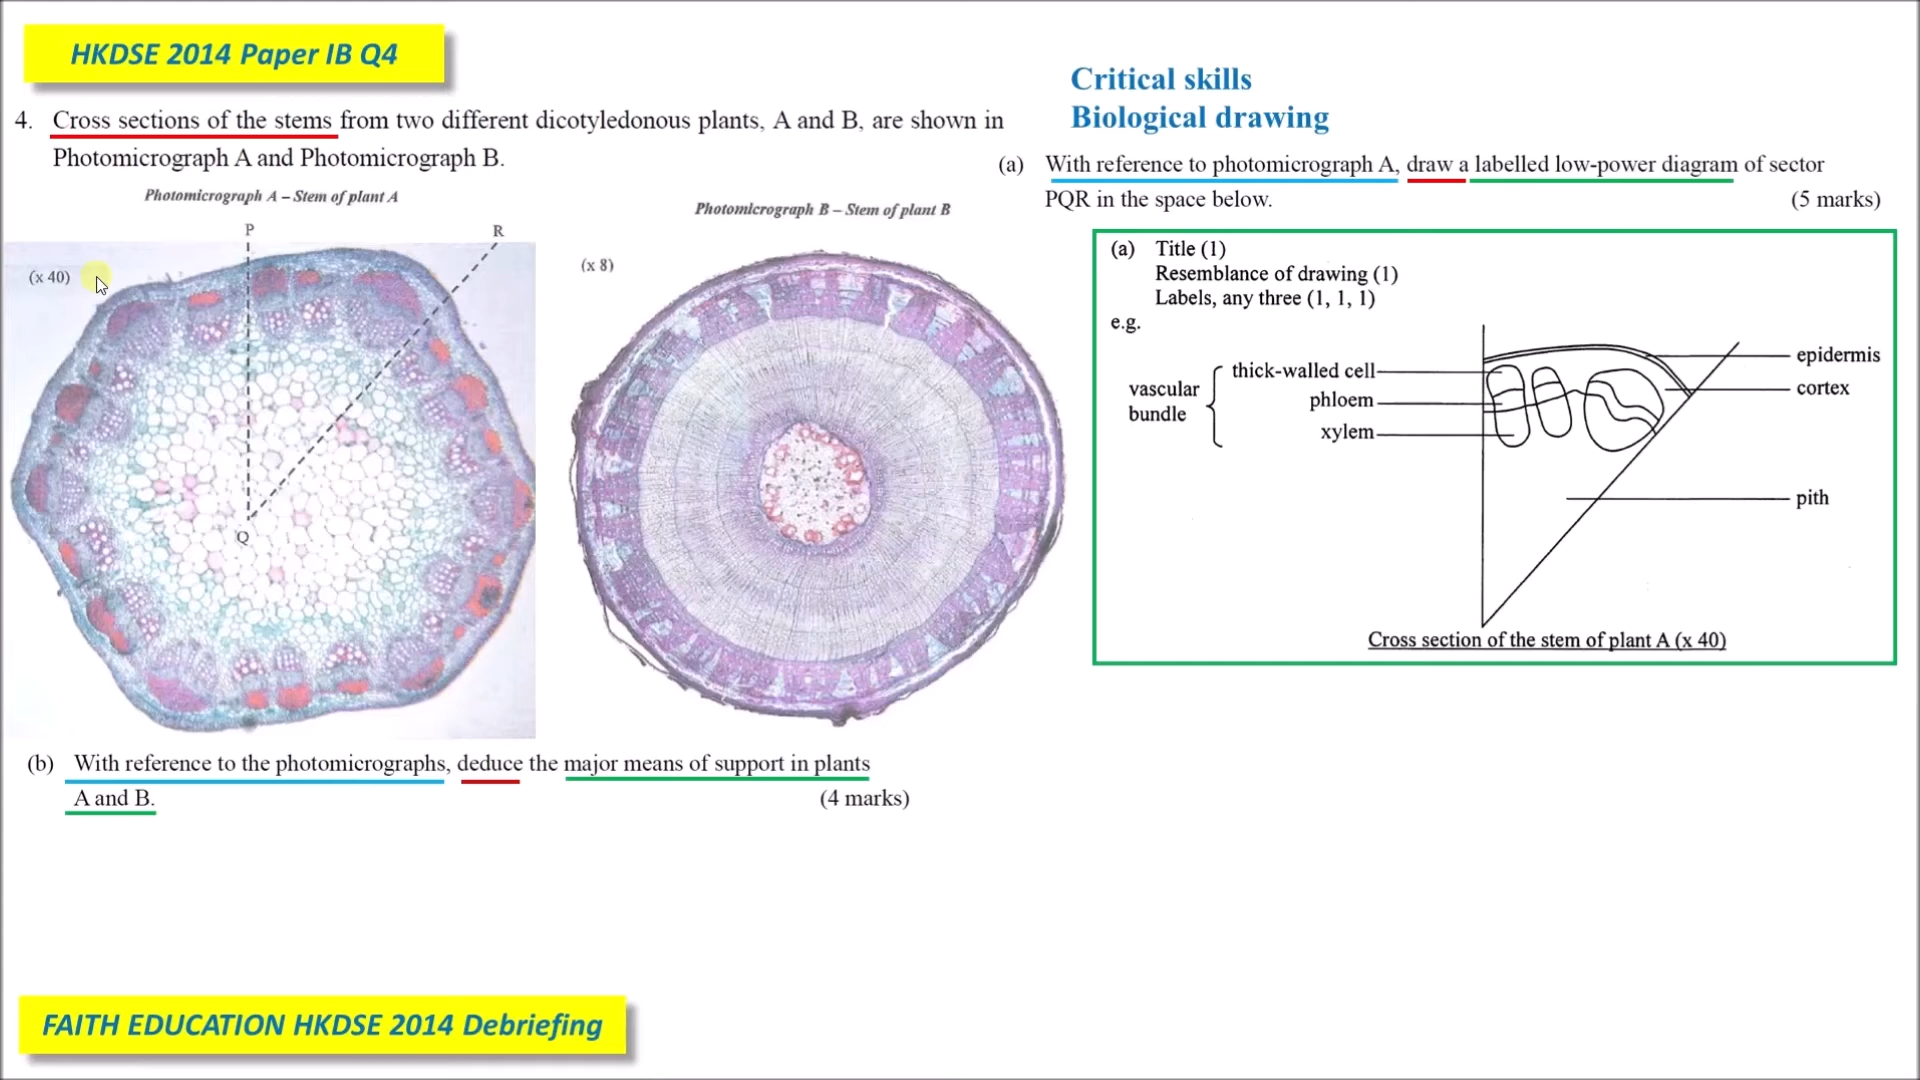 HKDSE 2014 Paper IB Q4
4. Cross sections of the stems from two different dicotyledonous plants, A and B, are shown in
Photomicrograph A and Photomicrograph B.
Photomicrograph A – Stem of plant A
P
R
(x 40)
Q
Photomicrograph B – Stem of plant B
(x 8)
(b) With reference to the photomicrographs, deduce the major means of support in plants
A and B. (4 marks)
Critical skills
Biological drawing
(a) With reference to photomicrograph A, draw a labelled low-power diagram of sector
PQR in the space below. (5 marks)
(a) Title (1)
Resemblance of drawing (1)
Labels, any three (1, 1, 1)
e.g.
vascular
bundle
thick-walled cell
phloem
xylem
epidermis
cortex
pith
Cross section of the stem of plant A (x 40)
FAITH EDUCATION HKDSE 2014 Debriefing